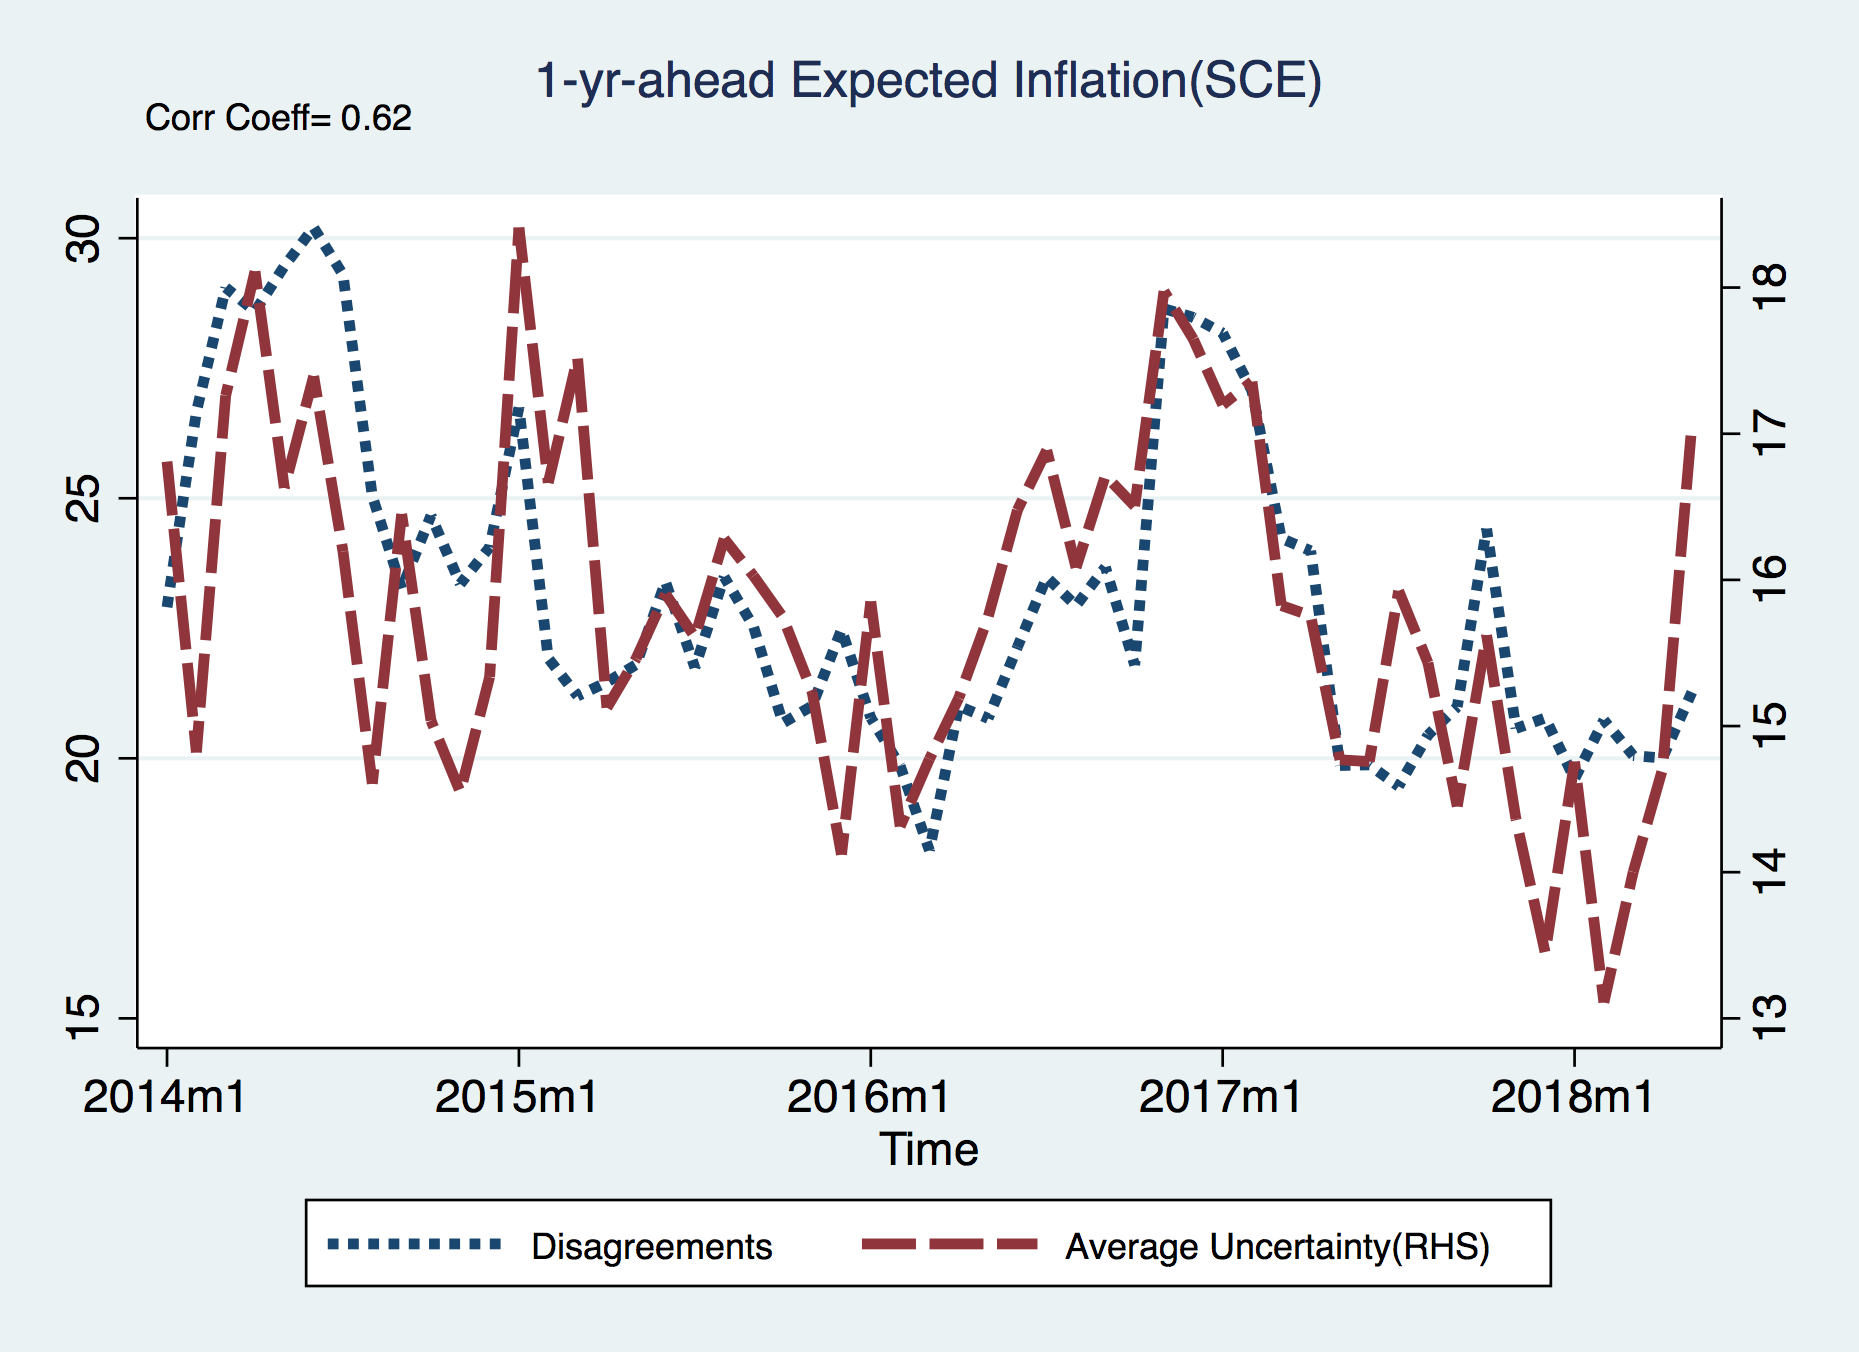 1-yr-ahead Expected Inflation(SCE)
Corr Coeff= 0.62
30
25
20
15
18
17
16
15
14
13
2014m1 2015m1 2016m1 2017m1 2018m1
Time
Disagreements Average Uncertainty(RHS)